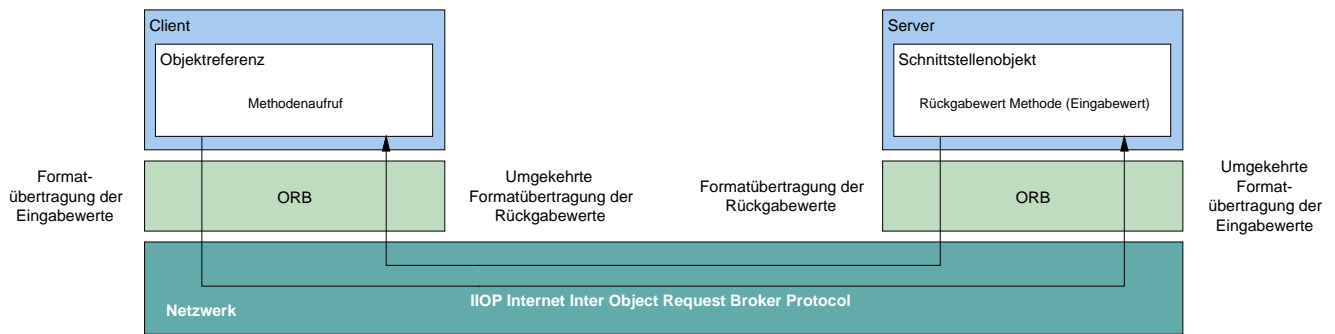 Client
Objektreferenz
Methodenaufruf
Server
Schnittstellenobjekt
Rückgabewert Methode (Eingabewert)
Format-
übertragung der
Eingabewerte
ORB
Umgekehrte
Formatübertragung der
Rückgabewerte
Formatübertragung der
Rückgabewerte
ORB
Umgekehrte
Format-
übertragung der
Eingabewerte
IIOP Internet Inter Object Request Broker Protocol
Netzwerk